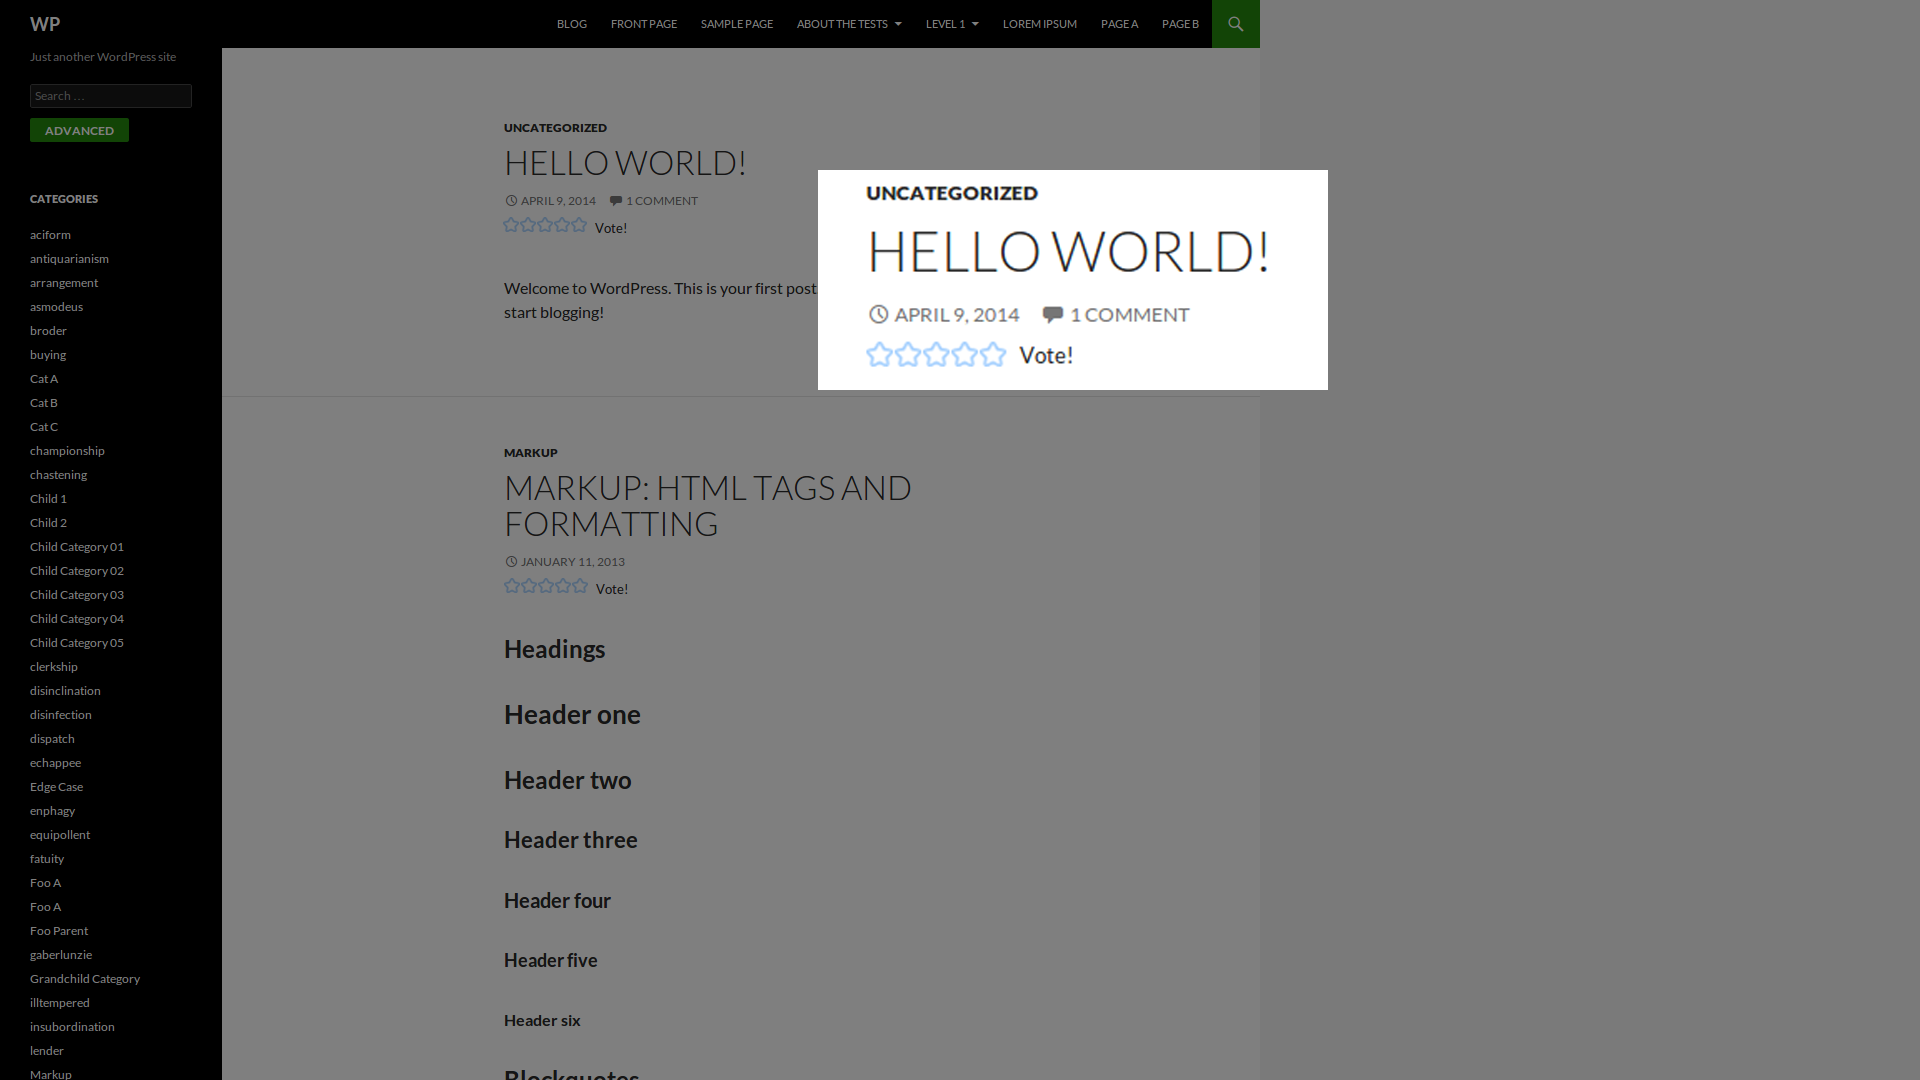 WP
BLOG FRONT PAGE SAMPLE PAGE ABOUT THE TESTS LEVEL 1 LOREM IPSUM PAGE A PAGE B
Just another WordPress site
Search …
ADVANCED
CATEGORIES
aciform
antiquarianism
arrangement
asmodeus
broder
buying
Cat A
Cat B
Cat C
championship
chastening
Child 1
Child 2
Child Category 01
Child Category 02
Child Category 03
Child Category 04
Child Category 05
clerkship
disinclination
disinfection
dispatch
echappee
Edge Case
enphagy
equipollent
fatuity
Foo A
Foo A
Foo Parent
gaberlunzie
Grandchild Category
illtempered
insubordination
lender
Markup
UNCATEGORIZED
HELLO WORLD!
APRIL 9, 2014 1 COMMENT
Vote!
Welcome to WordPress. This is your first post
start blogging!
UNCATEGORIZED
HELLO WORLD!
APRIL 9, 2014 1 COMMENT
Vote!
MARKUP
MARKUP: HTML TAGS AND
FORMATTING
JANUARY 11, 2013
Vote!
Headings
Header one
Header two
Header three
Header four
Header five
Header six
Blockquotes